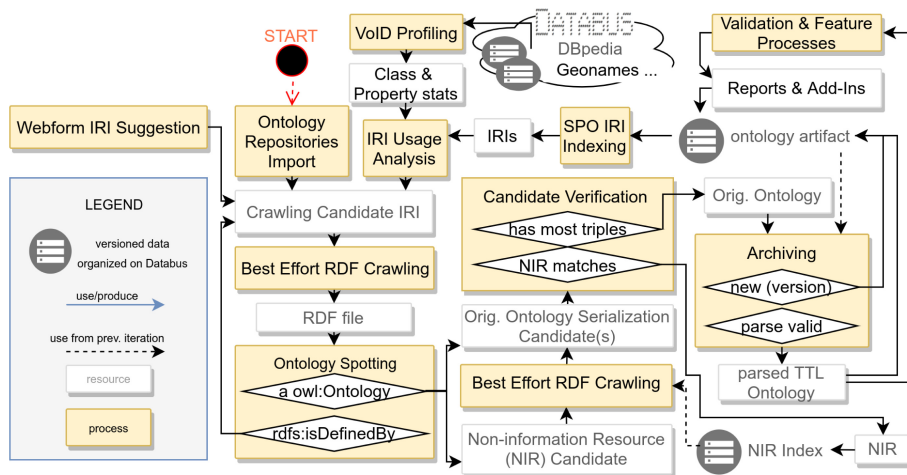 START
VoID Profiling
DATABUS
DBpedia
Geonames ...
Validation & Feature
Processes
Class &
Property stats
Reports & Add-Ins
Webform IRI Suggestion
Ontology
Repositories
Import
IRI Usage
Analysis
IRIs
SPO IRI
Indexing
ontology artifact
LEGEND
versioned data
organized on Databus
use/produce
use from prev. iteration
resource
process
Crawling Candidate IRI
Best Effort RDF Crawling
RDF file
Ontology Spotting
a owl:Ontology
rdfs:isDefinedBy
Candidate Verification
has most triples
NIR matches
Orig. Ontology Serialization
Candidate(s)
Best Effort RDF Crawling
Non-information Resource
(NIR) Candidate
Orig. Ontology
Archiving
new (version)
parse valid
parsed TTL
Ontology
NIR Index
NIR